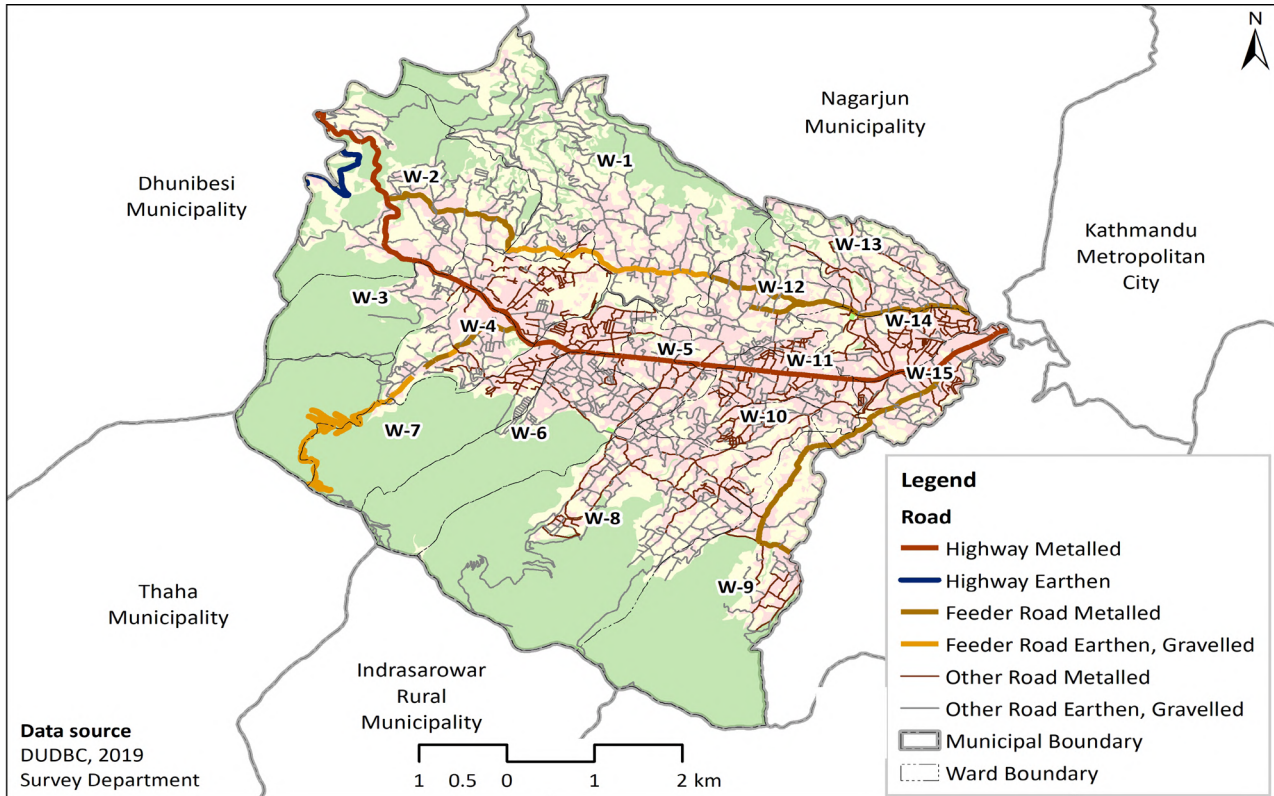 N
Nagarjun
Municipality
W-1
Dhunibesi
Municipality
W-2
Kathmandu
Metropolitan
City
W-13
W-12
W-3
W-14
W-4
W-5
W-11
W-15
W-10
W-7
W-6
W-8
W-9
Thaha
Municipality
Indrasarowar
Rural
Municipality
Legend
Road
Highway Metalled
Highway Earthen
Feeder Road Metalled
Feeder Road Earthen, Gravelled
Other Road Metalled
Other Road Earthen, Gravelled
Municipal Boundary
Ward Boundary
Data source
DUDBC, 2019
Survey Department
1 0.5 0 1 2 km